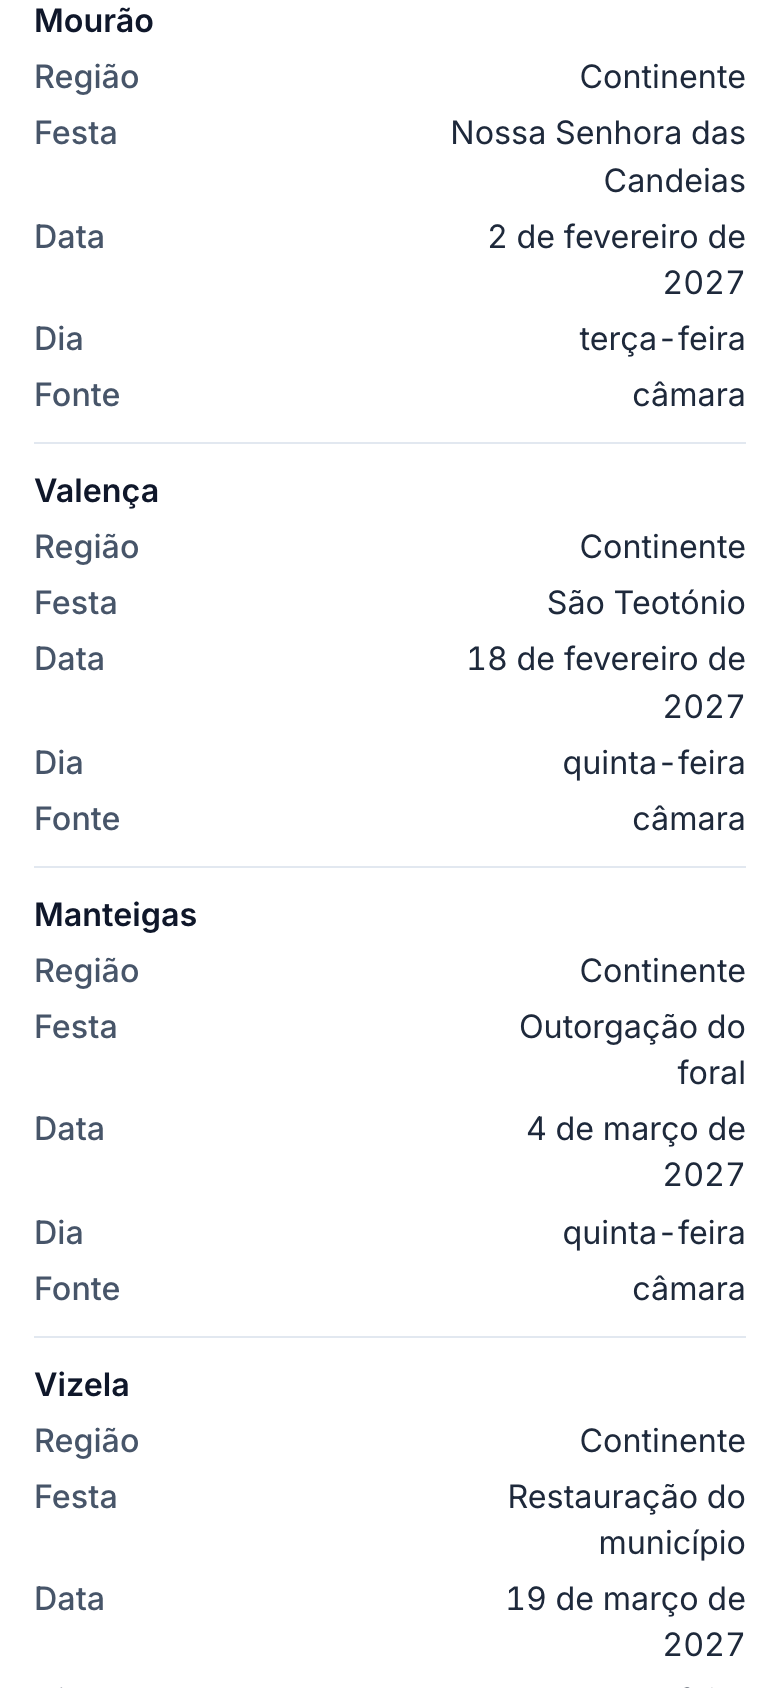 Mourão
Região Continente
Festa Nossa Senhora das
Candeias
Data 2 de fevereiro de
2027
Dia terça-feira
Fonte câmara
Valença
Região Continente
Festa São Teotónio
Data 18 de fevereiro de
2027
Dia quinta-feira
Fonte câmara
Manteigas
Região Continente
Festa Outorgação do
foral
Data 4 de março de
2027
Dia quinta-feira
Fonte câmara
Vizela
Região Continente
Festa Restauração do
município
Data 19 de março de
2027